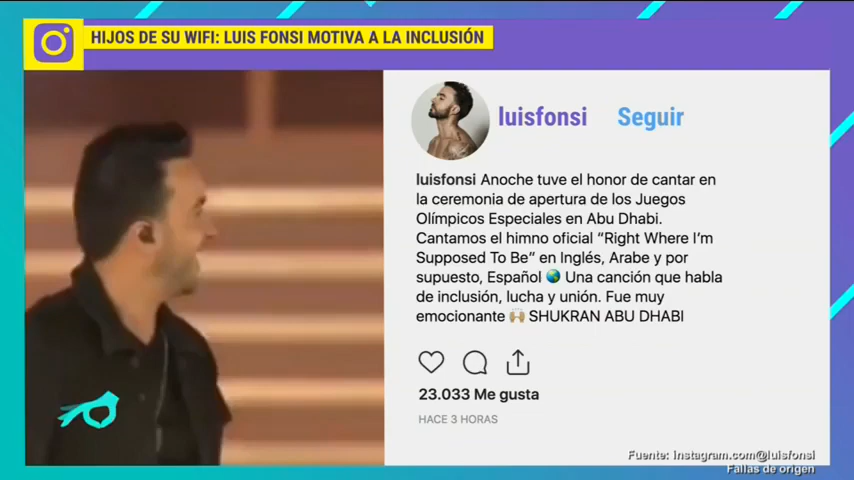 HIJOS DE SU WIFI: LUIS FONSI MOTIVA A LA INCLUSIÓN
luisfonsi Seguir
luisfonsi Anoche tuve el honor de cantar en
la ceremonia de apertura de los Juegos
Olímpicos Especiales en Abu Dhabi.
Cantamos el himno oficial “Right Where I’m
Supposed To Be” en Inglés, Arabe y por
supuesto, Español 🌏 Una canción que habla
de inclusión, lucha y unión. Fue muy
emocionante 🙌🏽 SHUKRAN ABU DHABI
23.033 Me gusta
HACE 3 HORAS
Fuente: Instagram.com@luisfonsi
Fallas de origen